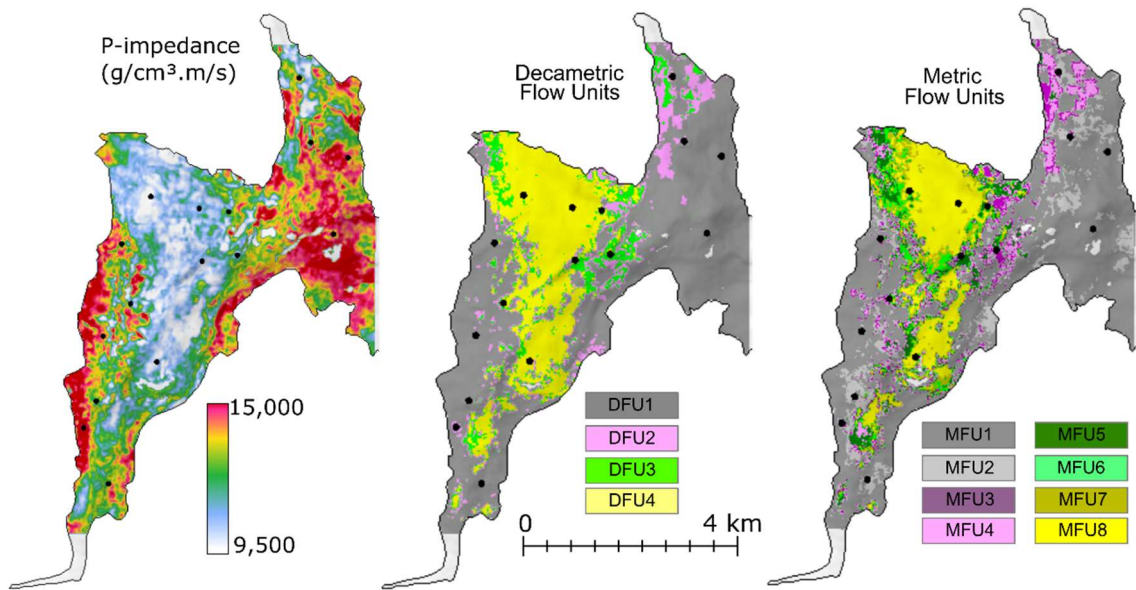 P-impedance
(g/cm³.m/s)
15,000
9,500
Decametric
Flow Units
DFU1
DFU2
DFU3
DFU4
0 4 km
Metric
Flow Units
MFU1
MFU2
MFU3
MFU4
MFU5
MFU6
MFU7
MFU8